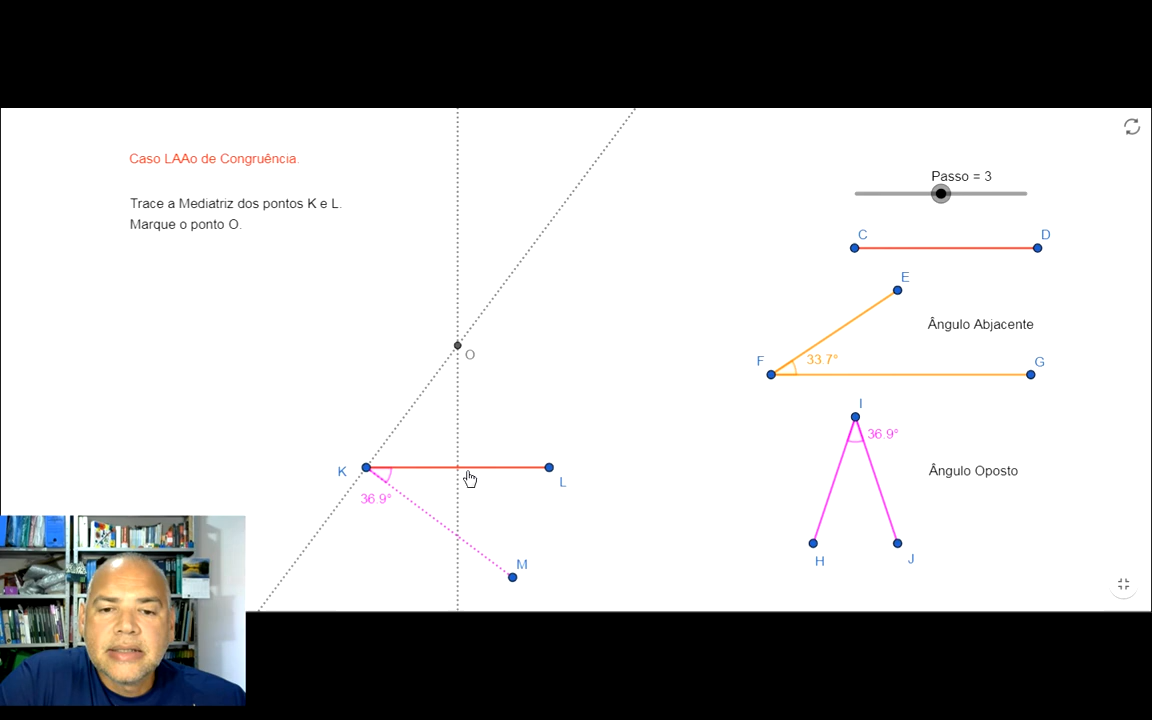 Caso LAAo de Congruência.
Trace a Mediatriz dos pontos K e L.
Marque o ponto O.
Passo = 3
C
D
E
Ângulo Abjacente
F
33.7°
G
I
36.9°
Ângulo Oposto
H
J
O
K
L
36.9°
M